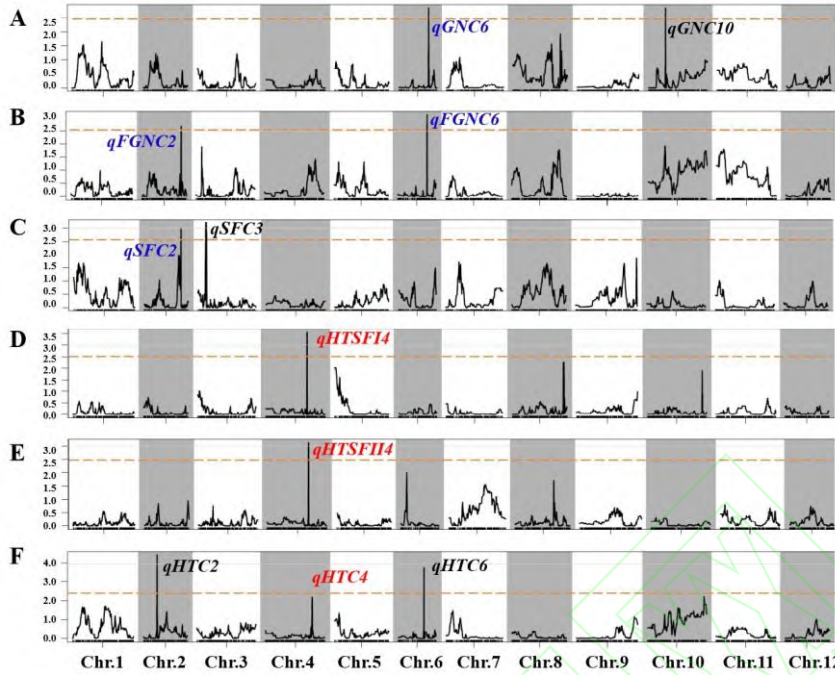 A
2.5
2.0
1.5
1.0
0.5
0.0
qGNC6
qGNC10
B
3.0
2.5
2.0
1.5
1.0
0.5
0.0
qFGNC2
qFGNC6
C
3.0
2.5
2.0
1.5
1.0
0.5
0.0
qSFC2
qSFC3
D
3.5
3.0
2.5
2.0
1.5
1.0
0.5
0.0
qHTSFI4
E
3.0
2.5
2.0
1.5
1.0
0.5
0.0
qHTSFII4
F
4.0
3.0
2.0
1.0
0.0
qHTC2
qHTC4
qHTC6
Chr.1 Chr.2 Chr.3 Chr.4 Chr.5 Chr.6 Chr.7 Chr.8 Chr.9 Chr.10 Chr.11 Chr.12